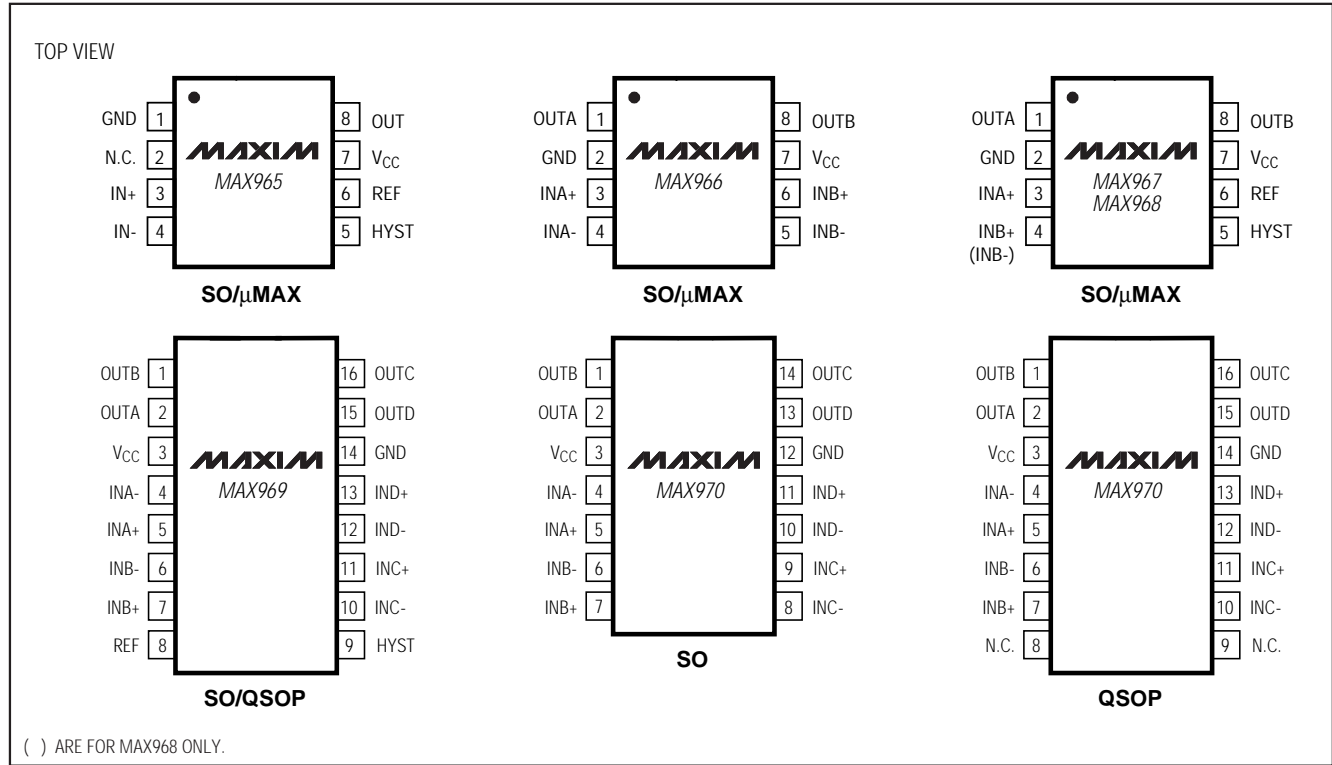 TOP VIEW
GND 1 8 OUT
N.C. 2 MAXIM 7 VCC
IN+ 3 MAX965 6 REF
IN- 4 5 HYST
SO/µMAX
OUTA 1 8 OUTB
GND 2 MAXIM 7 VCC
INA+ 3 MAX966 6 INB+
INA- 4 5 INB-
SO/µMAX
OUTA 1 8 OUTB
GND 2 MAXIM 7 VCC
INA+ 3 MAX967 6 REF
MAX968
INB+ 4 5 HYST
(INB-)
SO/µMAX
OUTB 1 16 OUTC
OUTA 2 15 OUTD
VCC 3 MAXIM 14 GND
INA- 4 MAX969 13 IND+
INA+ 5 12 IND-
INB- 6 11 INC+
INB+ 7 10 INC-
REF 8 9 HYST
SO/QSOP
OUTB 1 14 OUTC
OUTA 2 13 OUTD
VCC 3 MAXIM 12 GND
INA- 4 MAX970 11 IND+
INA+ 5 10 IND-
INB- 6 9 INC+
INB+ 7 8 INC-
SO
OUTB 1 16 OUTC
OUTA 2 15 OUTD
VCC 3 MAXIM 14 GND
INA- 4 MAX970 13 IND+
INA+ 5 12 IND-
INB- 6 11 INC+
INB+ 7 10 INC-
N.C. 8 9 N.C.
QSOP
( ) ARE FOR MAX968 ONLY.